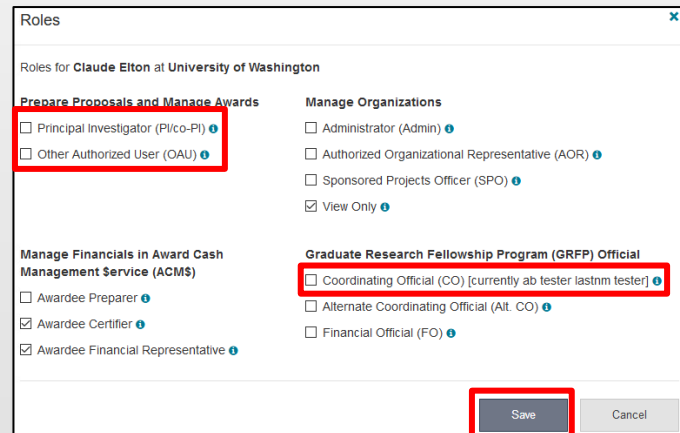 Roles
Roles for Claude Elton at University of Washington
Prepare Proposals and Manage Awards
Principal Investigator (PI/co-PI)
Other Authorized User (OAU)
Manage Organizations
Administrator (Admin)
Authorized Organizational Representative (AOR)
Sponsored Projects Officer (SPO)
View Only
Manage Financials in Award Cash
Management $ervice (ACM$)
Awardee Preparer
Awardee Certifier
Awardee Financial Representative
Graduate Research Fellowship Program (GRFP) Official
Coordinating Official (CO) [currently ab tester lastnm tester]
Alternate Coordinating Official (Alt. CO)
Financial Official (FO)
Save
Cancel